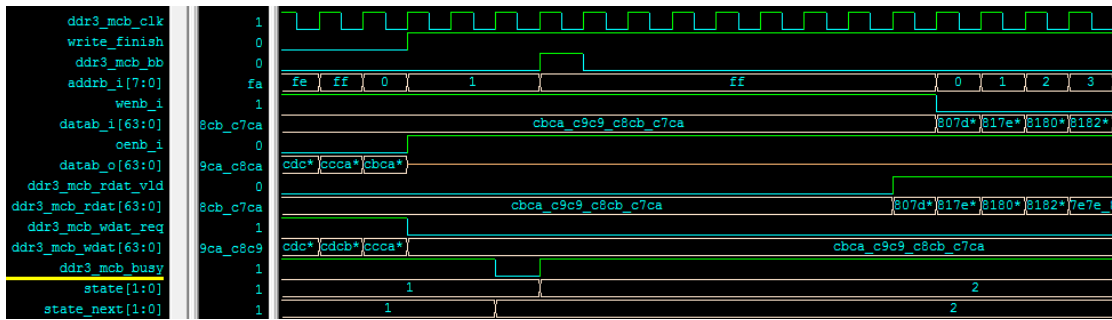 ddr3_mcb_clk 1
write_finish 0
ddr3_mcb_bb 0
addrb_i[7:0] fa fe ff 0 1 ff 0 1 2 3
wenb_i 1
datab_i[63:0] 8cb_c7ca cbca_c9c9_c8cb_c7ca 807d* 817e* 8180* 8182*
oenb_i 0
datab_o[63:0] 9ca_c8ca cdc* ccca* cbca*
ddr3_mcb_rdat_vld 0
ddr3_mcb_rdat[63:0] 8cb_c7ca cbca_c9c9_c8cb_c7ca 807d* 817e* 8180* 8182* 7e7e_
ddr3_mcb_wdat_req 1
ddr3_mcb_wdat[63:0] 9ca_c8c9 cdc* cdcb* ccca* cbca_c9c9_c8cb_c7ca
ddr3_mcb_busy 1
state[1:0] 1 1 2
state_next[1:0] 1 1 2